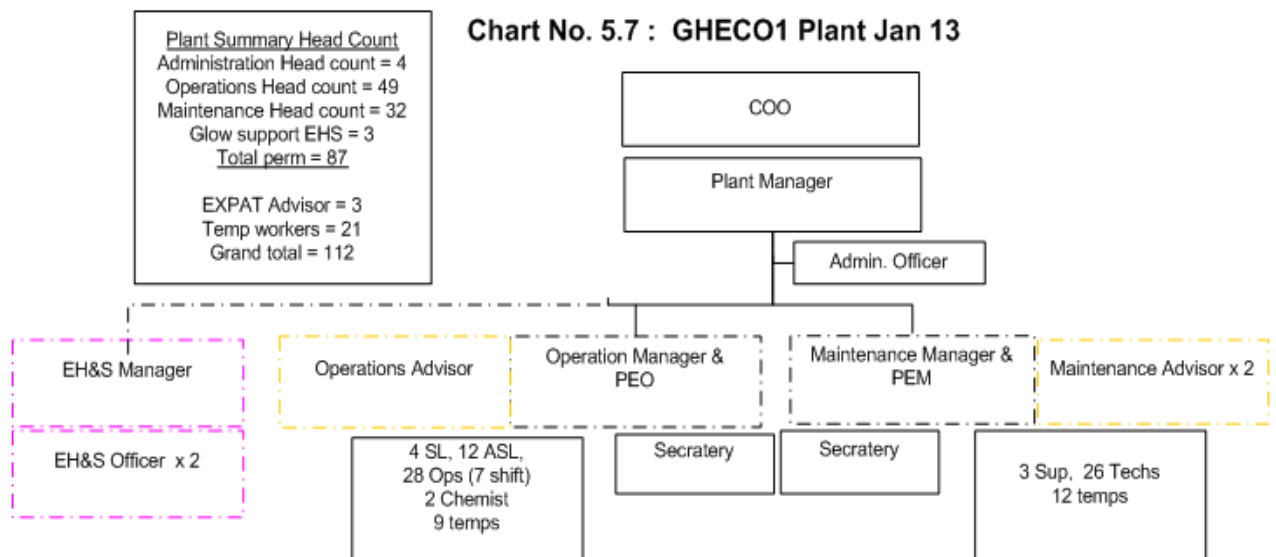 Chart No. 5.7 : GHECO1 Plant Jan 13
Plant Summary Head Count
Administration Head count = 4
Operations Head count = 49
Maintenance Head count = 32
Glow support EHS = 3
Total perm = 87
EXPAT Advisor = 3
Temp workers = 21
Grand total = 112
COO
Plant Manager
Admin. Officer
EH&S Manager
Operations Advisor
Operation Manager &
PEO
Maintenance Manager &
PEM
Maintenance Advisor x 2
EH&S Officer x 2
4 SL, 12 ASL,
28 Ops (7 shift)
2 Chemist
9 temps
Secratery
Secratery
3 Sup, 26 Techs
12 temps